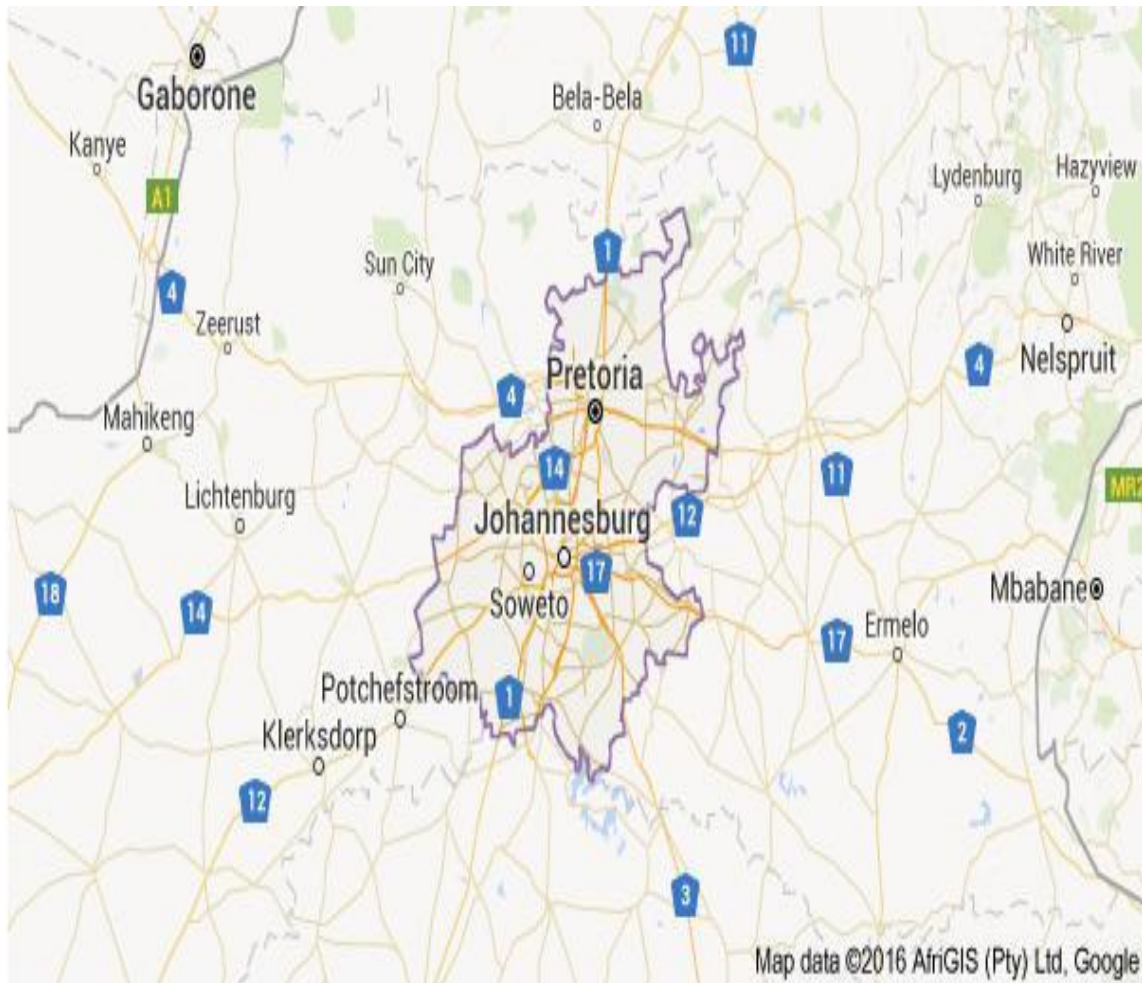 11
Gaborone
Bela-Bela
Kanye
Lydenburg
Hazyview
A1
1
Sun City
White River
4
Zeerust
Nelspruit
4
Pretoria
4
Mahikeng
14
11
MR3
Lichtenburg
Johannesburg
12
18
14
Soweto
17
Mbabane
17
Ermelo
Potchefstroom
1
Klerksdorp
2
12
3
Map data ©2016 AfriGIS (Pty) Ltd, Google